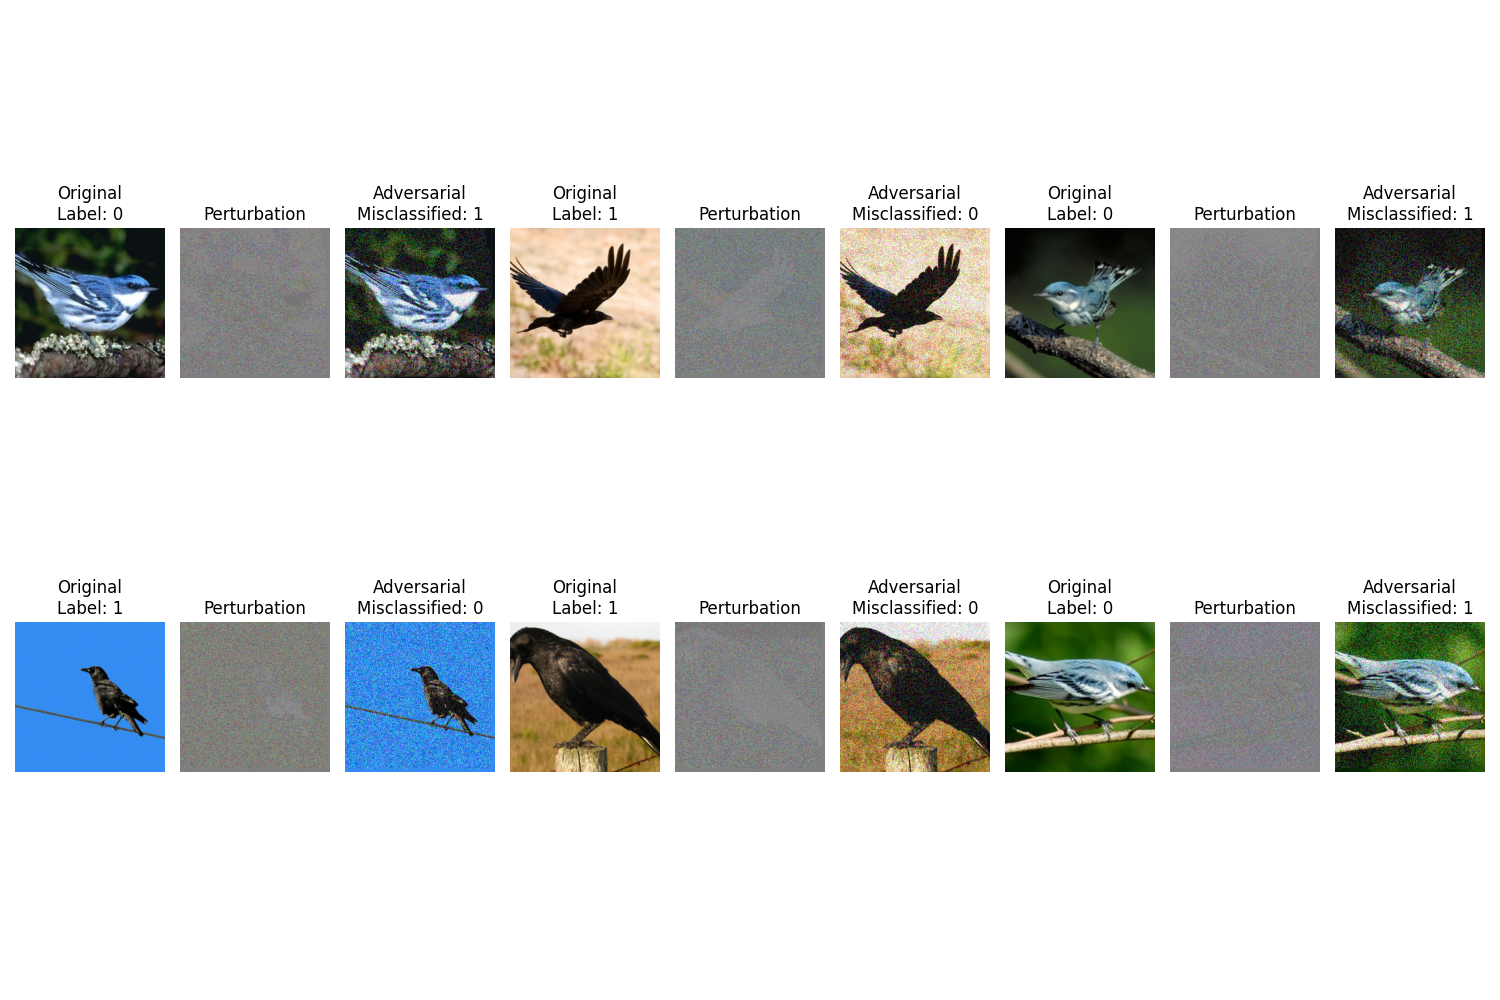 Original
Label: 0
Perturbation
Adversarial
Misclassified: 1
Original
Label: 1
Perturbation
Adversarial
Misclassified: 0
Original
Label: 0
Perturbation
Adversarial
Misclassified: 1
Original
Label: 1
Perturbation
Adversarial
Misclassified: 0
Original
Label: 1
Perturbation
Adversarial
Misclassified: 0
Original
Label: 0
Perturbation
Adversarial
Misclassified: 1